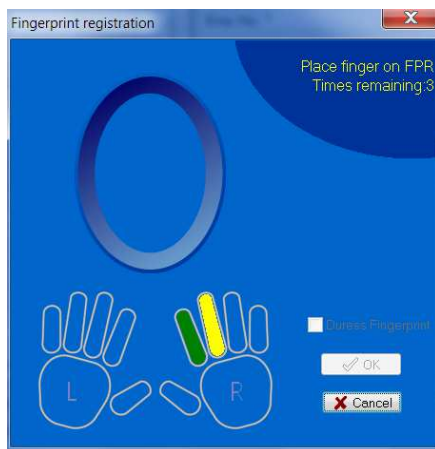 Fingerprint registration
Place finger on FPR
Times remaining:3
L
R
Duress Fingerprint
OK
Cancel